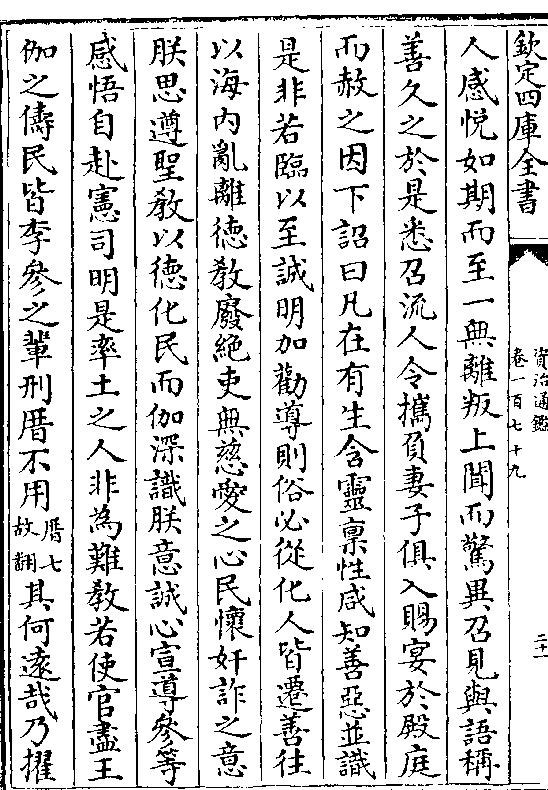 欽定四庫全書
資治通鑑
卷一百七十九
二十一
人感悅如期而至一無離叛上聞而驚異召見與語稱
善久之於是悉召流人令攜負妻子俱入賜宴於殿庭
而赦之因下詔曰凡在有生含靈稟性咸知善惡並識
是非若臨以至誠明加勸導則俗必從化人皆遷善往
以海内亂離德教廢絕吏無慈愛之心民懷奸詐之意
朕思遵聖教以德化民而伽深識朕意誠心宣導參等
感悟自赴憲司明是率土之人非為難教若使官盡王
伽之儔民皆李參之輩刑厝不用厝七故翻其何遠哉乃擢